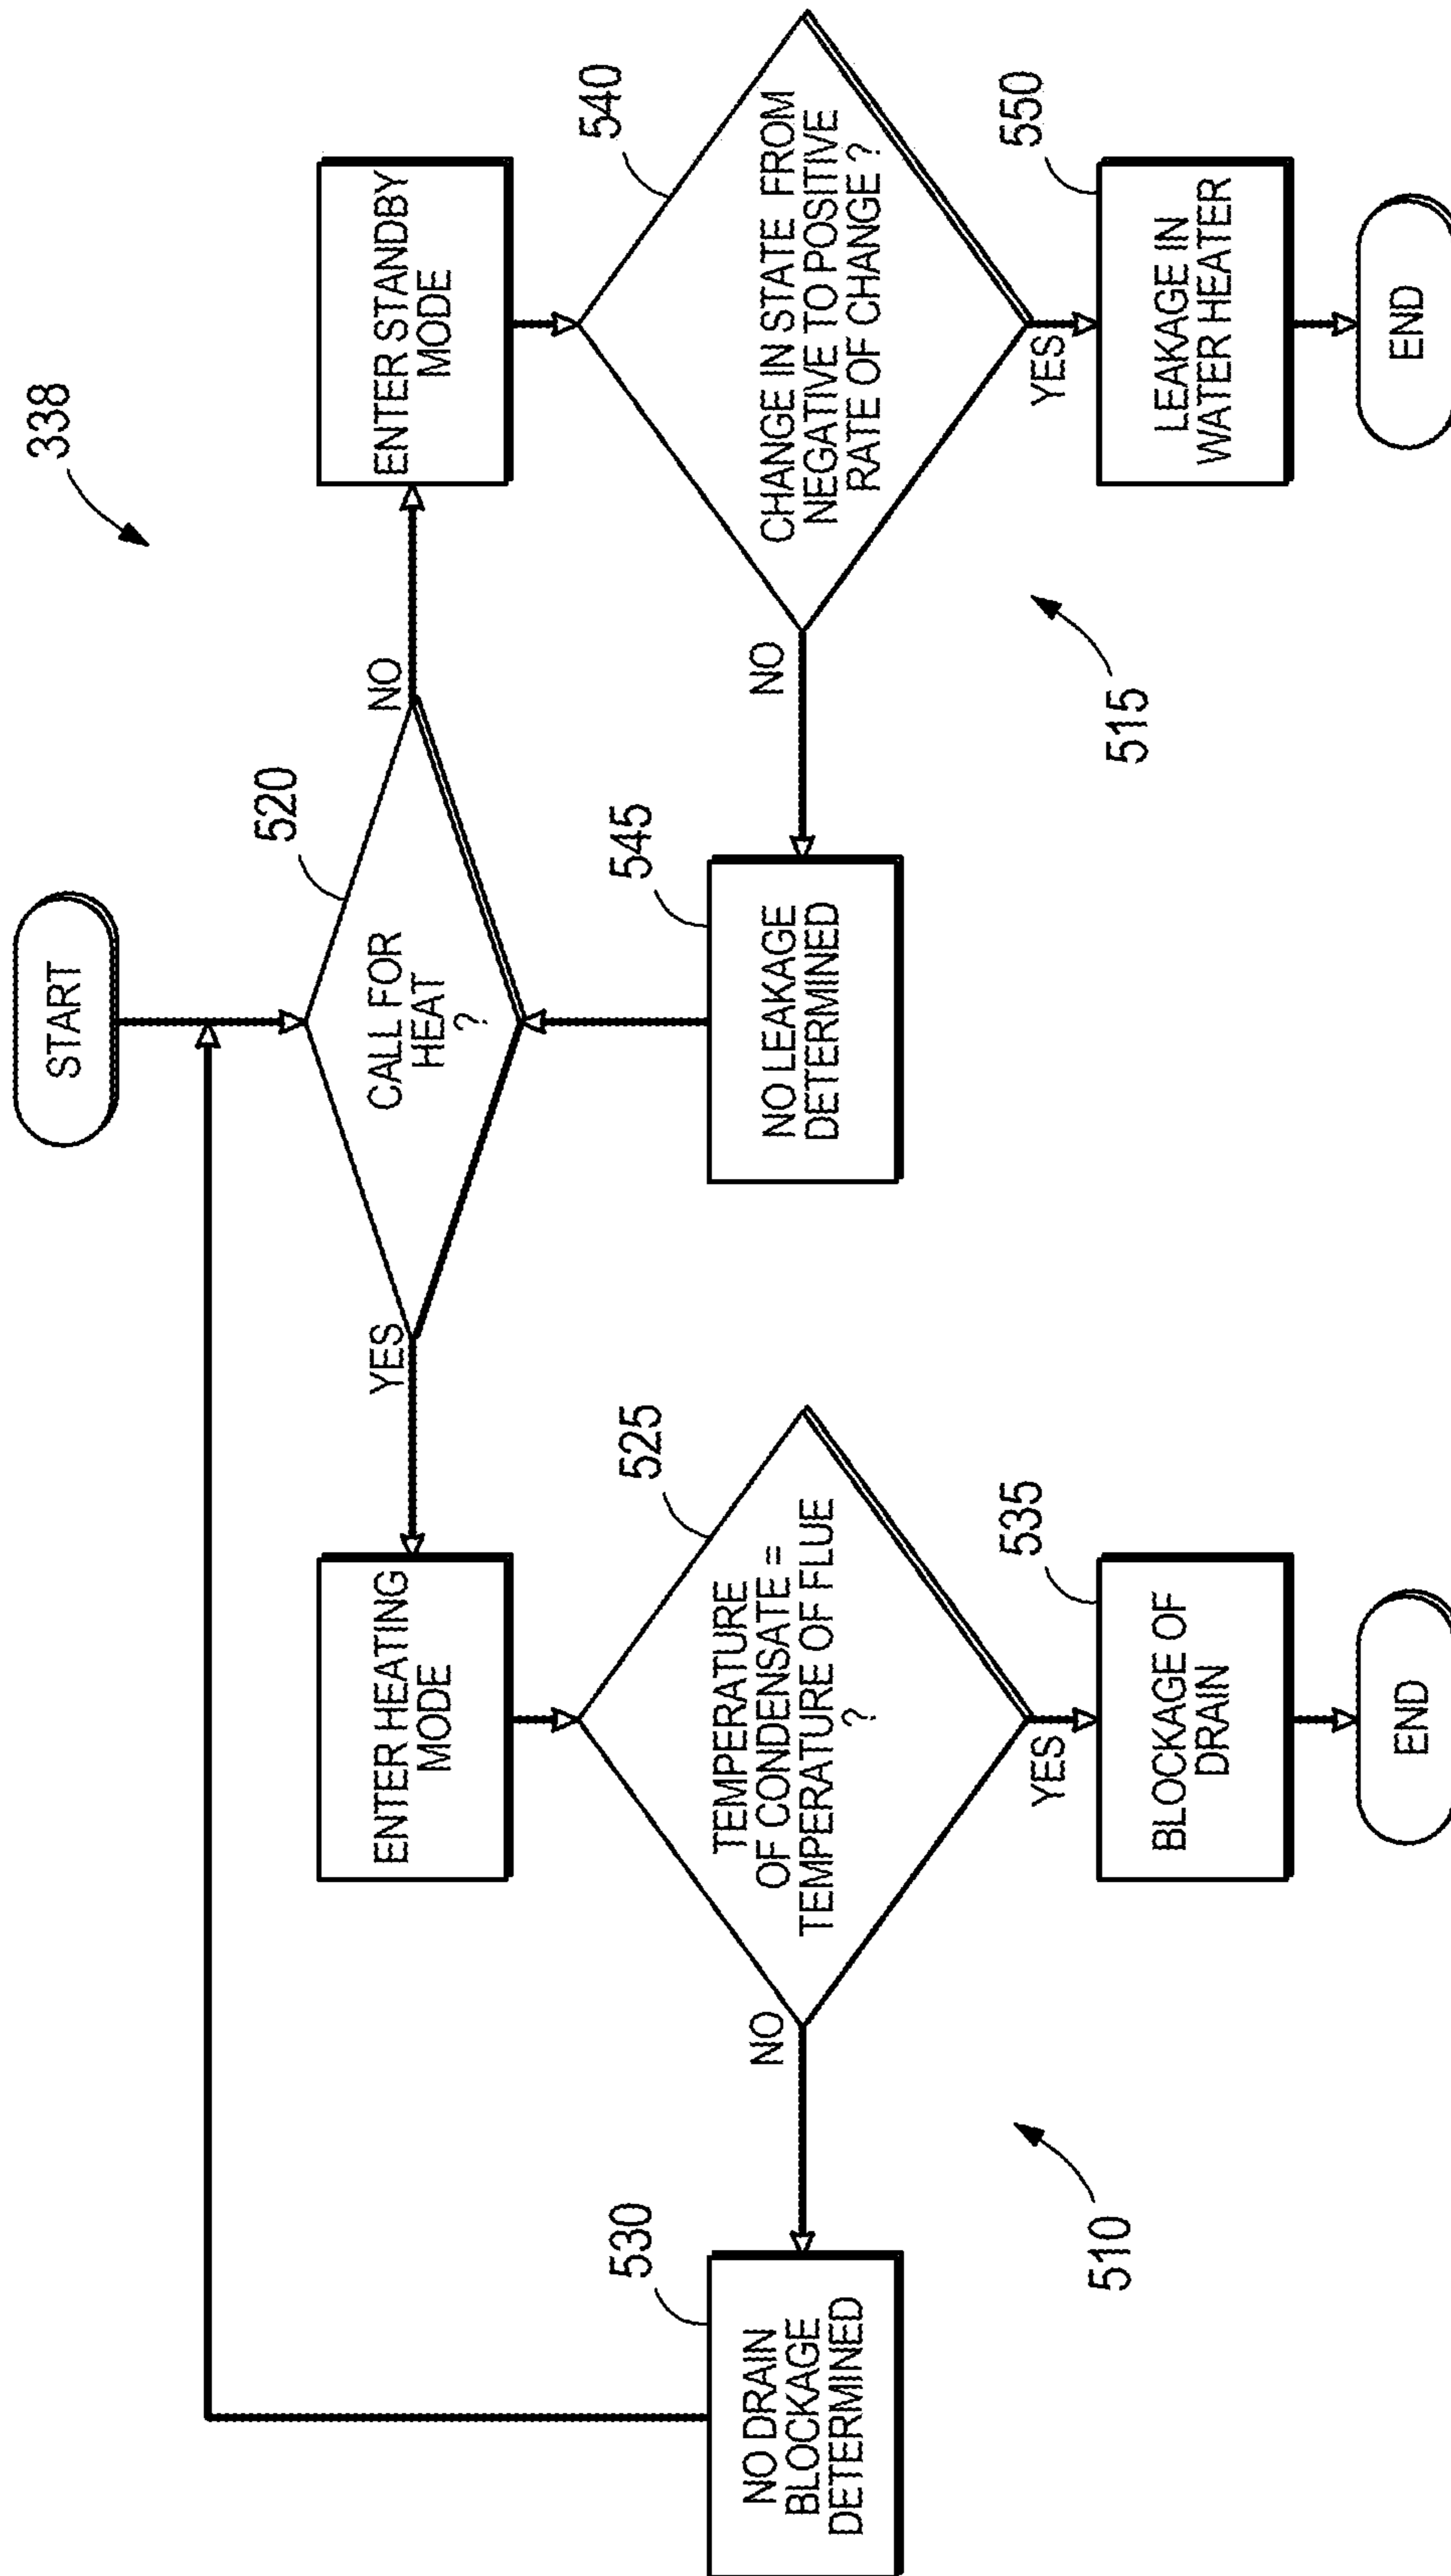 338
START
520
CALL FOR
HEAT
?
YES
NO
ENTER HEATING
MODE
ENTER STANDBY
MODE
525
TEMPERATURE
OF CONDENSATE =
TEMPERATURE OF FLUE
?
NO
YES
530
NO DRAIN
BLOCKAGE
DETERMINED
535
BLOCKAGE OF
DRAIN
END
510
540
CHANGE IN STATE FROM
NEGATIVE TO POSITIVE
RATE OF CHANGE ?
NO
YES
545
NO LEAKAGE
DETERMINED
550
LEAKAGE IN
WATER HEATER
END
515